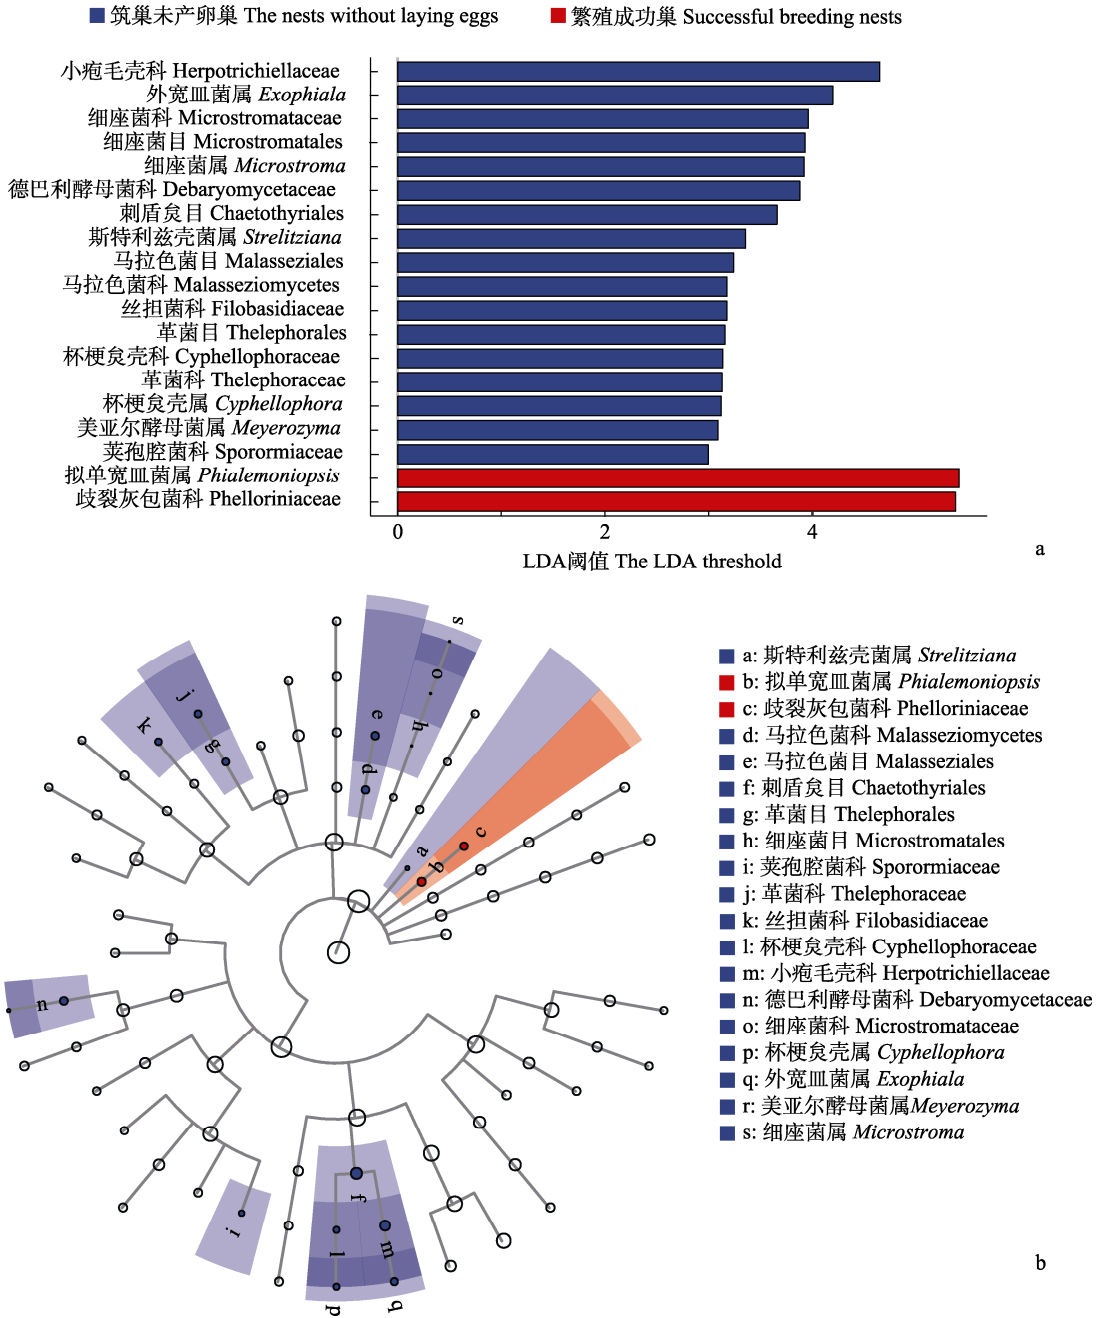 筑巢未产卵巢 The nests without laying eggs 繁殖成功巢 Successful breeding nests
小疱毛壳科 Herpotrichiellaceae
外宽皿菌属 Exophiala
细座菌科 Microstromataceae
细座菌目 Microstromatales
细座菌属 Microstroma
德巴利酵母菌科 Debaryomycetaceae
刺盾炱目 Chaetothyriales
斯特利兹壳菌属 Strelitziana
马拉色菌目 Malasseziales
马拉色菌科 Malasseziomycetes
丝担菌科 Filobasidiaceae
革菌目 Thelephorales
杯梗炱壳科 Cyphellophoraceae
革菌科 Thelephoraceae
杯梗炱壳属 Cyphellophora
美亚尔酵母菌属 Meyerozyma
荚孢腔菌科 Sporormiaceae
拟单宽皿菌属 Phialemoniopsis
歧裂灰包菌科 Phelloriniaceae
0 2 4
LDA阈值 The LDA threshold
a
s
o
h
e
d
j
g
k
c
a
b
n
i
f
l
m
p
q
a: 斯特利兹壳菌属 Strelitziana
b: 拟单宽皿菌属 Phialemoniopsis
c: 歧裂灰包菌科 Phelloriniaceae
d: 马拉色菌科 Malasseziomycetes
e: 马拉色菌目 Malasseziales
f: 刺盾炱目 Chaetothyriales
g: 革菌目 Thelephorales
h: 细座菌目 Microstromatales
i: 荚孢腔菌科 Sporormiaceae
j: 革菌科 Thelephoraceae
k: 丝担菌科 Filobasidiaceae
l: 杯梗炱壳科 Cyphellophoraceae
m: 小疱毛壳科 Herpotrichiellaceae
n: 德巴利酵母菌科 Debaryomycetaceae
o: 细座菌科 Microstromataceae
p: 杯梗炱壳属 Cyphellophora
q: 外宽皿菌属 Exophiala
r: 美亚尔酵母菌属Meyerozyma
s: 细座菌属 Microstroma
b